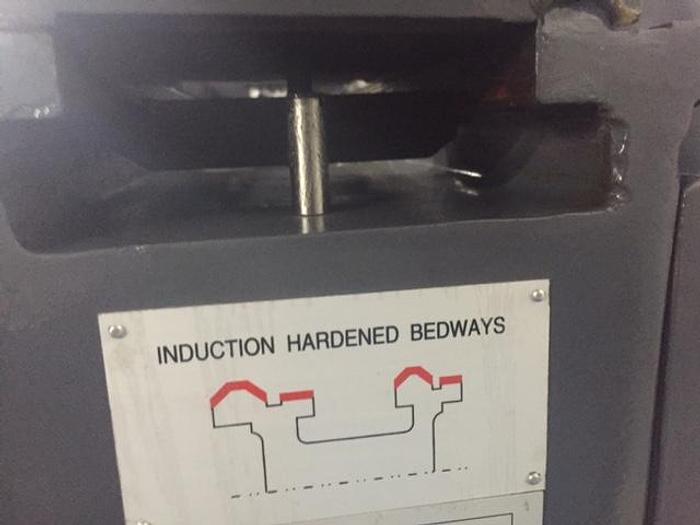 INDUCTION HARDENED BEDWAYS